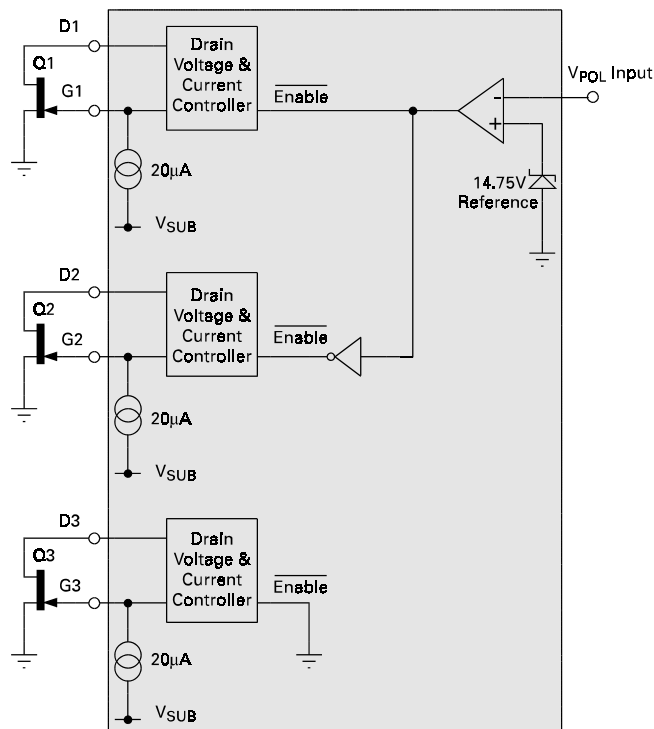 D1
Q1
G1
Drain
Voltage &
Current
Controller
Enable
20µA
VSUB
VPOL Input
-
+
14.75V
Reference
D2
Q2
G2
Drain
Voltage &
Current
Controller
Enable
20µA
VSUB
D3
Q3
G3
Drain
Voltage &
Current
Controller
Enable
20µA
VSUB